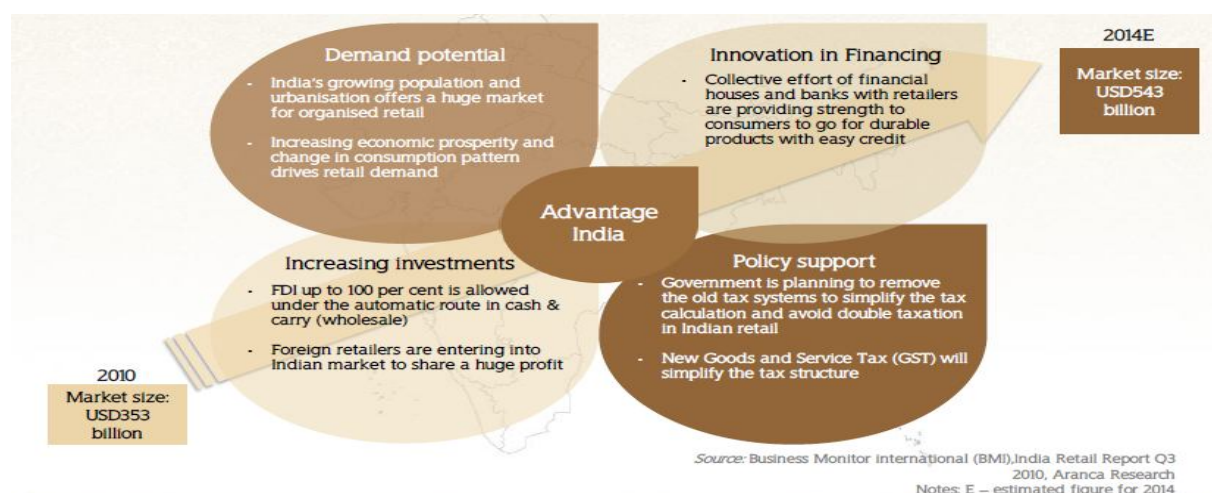 Demand potential
- India's growing population and
urbanisation offers a huge market
for organised retail
- Increasing economic prosperity and
change in consumption pattern
drives retail demand
Innovation in Financing
- Collective effort of financial
houses and banks with retailers
are providing strength to
consumers to go for durable
products with easy credit
2014E
Market size:
USD543
billion
Advantage
India
Increasing investments
- FDI up to 100 per cent is allowed
under the automatic route in cash &
carry (wholesale)
- Foreign retailers are entering into
Indian market to share a huge profit
Policy support
- Government is planning to remove
the old tax systems to simplify the tax
calculation and avoid double taxation
in Indian retail
- New Goods and Service Tax (GST) will
simplify the tax structure
2010
Market size:
USD353
billion
Source: Business Monitor international (BMI),India Retail Report Q3
2010, Aranca Research
Notes: E – estimated figure for 2014